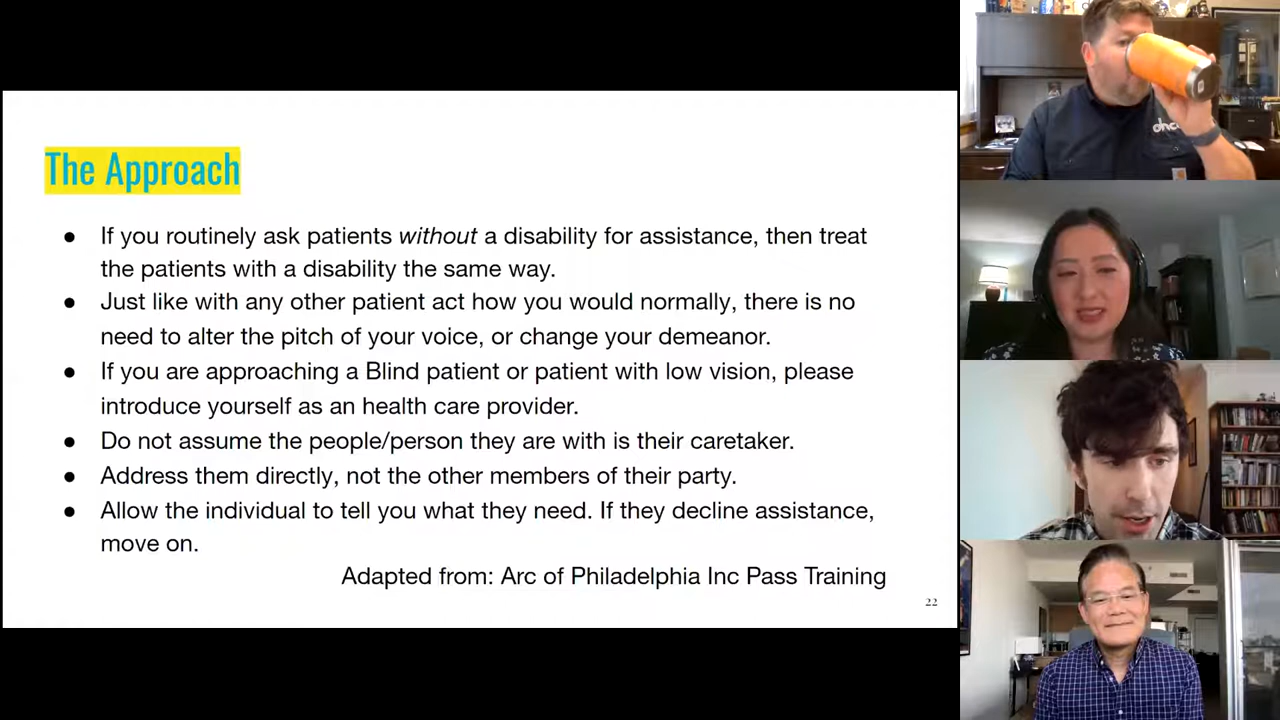 The Approach
● If you routinely ask patients without a disability for assistance, then treat
the patients with a disability the same way.
● Just like with any other patient act how you would normally, there is no
need to alter the pitch of your voice, or change your demeanor.
● If you are approaching a Blind patient or patient with low vision, please
introduce yourself as an health care provider.
● Do not assume the people/person they are with is their caretaker.
● Address them directly, not the other members of their party.
● Allow the individual to tell you what they need. If they decline assistance,
move on.
Adapted from: Arc of Philadelphia Inc Pass Training
22